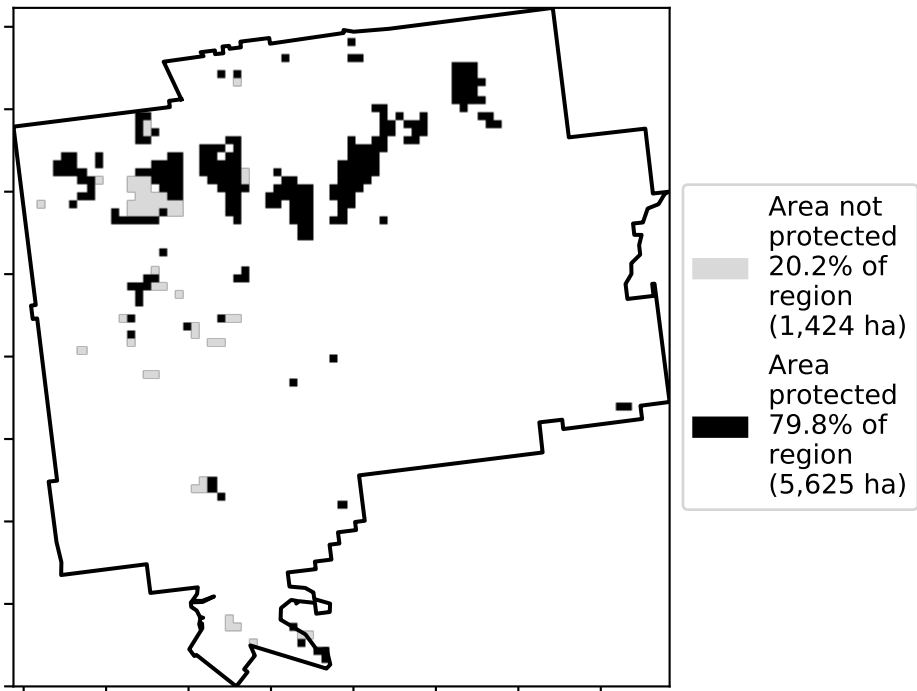 Area not
protected
20.2% of
region
(1,424 ha)
Area
protected
79.8% of
region
(5,625 ha)